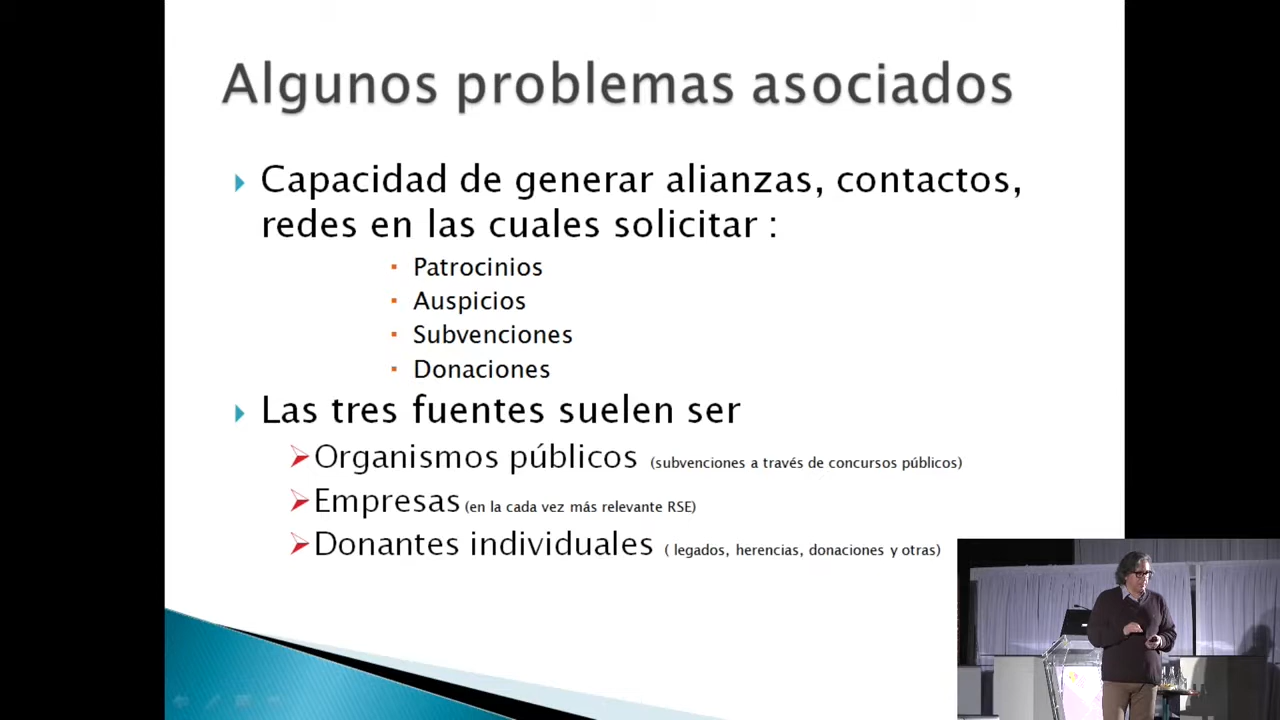 Algunos problemas asociados
Capacidad de generar alianzas, contactos,
redes en las cuales solicitar :
Patrocinios
Auspicios
Subvenciones
Donaciones
Las tres fuentes suelen ser
Organismos públicos (subvenciones a través de concursos públicos)
Empresas (en la cada vez más relevante RSE)
Donantes individuales ( legados, herencias, donaciones y otras)